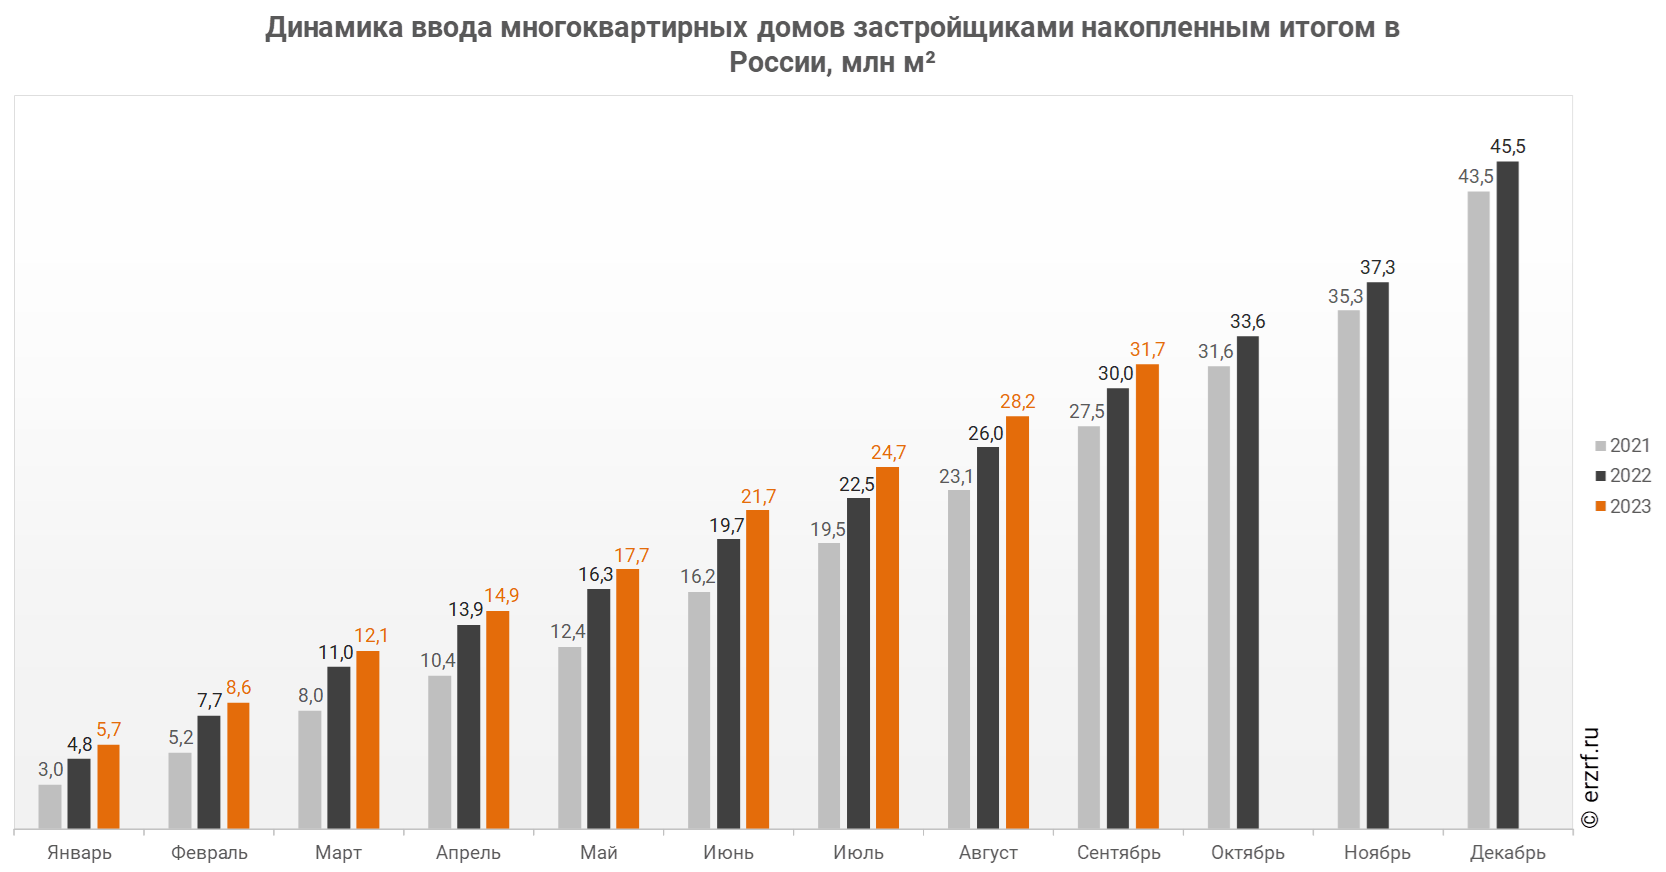 Динамика ввода многоквартирных домов застройщиками накопленным итогом в
России, млн м²
3,0 4,8 5,7
5,2 7,7 8,6
8,0 11,0 12,1
10,4 13,9 14,9
12,4 16,3 17,7
16,2 19,7 21,7
19,5 22,5 24,7
23,1 26,0 28,2
27,5 30,0 31,7
31,6 33,6
35,3 37,3
43,5 45,5
Январь Февраль Март Апрель Май Июнь Июль Август Сентябрь Октябрь Ноябрь Декабрь
2021
2022
2023
© erzrf.ru